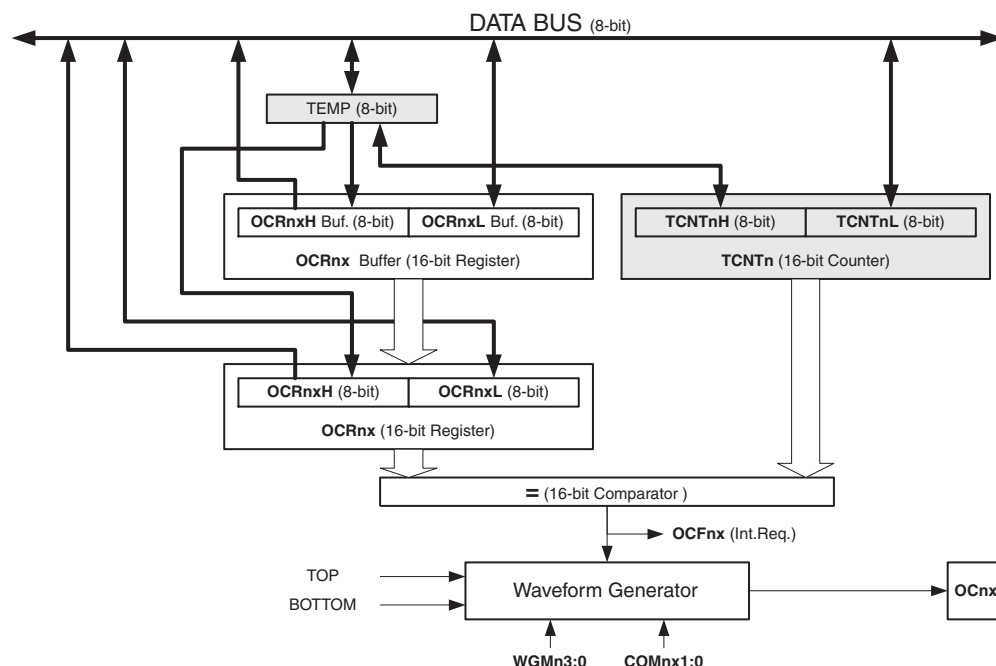 DATA BUS (8-bit)
TEMP (8-bit)
OCRnxH Buf. (8-bit) OCRnxL Buf. (8-bit)
OCRnx Buffer (16-bit Register)
TCNTnH (8-bit) TCNTnL (8-bit)
TCNTn (16-bit Counter)
OCRnxH (8-bit) OCRnxL (8-bit)
OCRnx (16-bit Register)
= (16-bit Comparator )
OCFnx (Int.Req.)
TOP
BOTTOM
Waveform Generator
OCnx
WGMn3:0 COMnx1:0